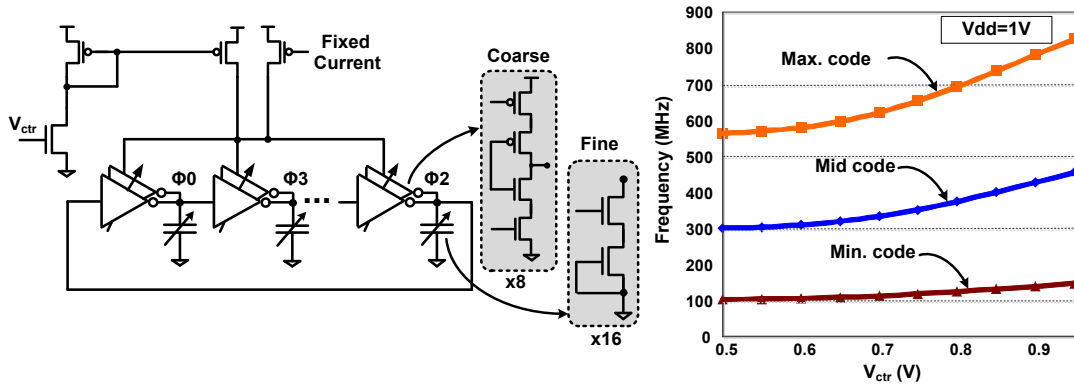 Fixed
Current
Coarse
V_ctr
Φ0
Φ3
Φ2
Fine
x8
x16
Vdd=1V
Max. code
Mid code
Min. code
Frequency (MHz)
900
800
700
600
500
400
300
200
100
0
0.5
0.6
0.7
0.8
0.9
V_ctr (V)